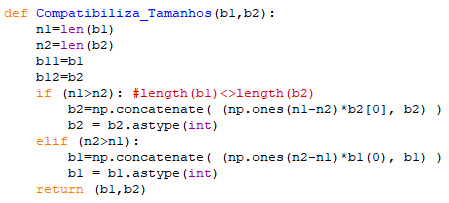 def Compatibiliza_Tamanhos(b1,b2):
    n1=len(b1)
    n2=len(b2)
    b11=b1
    b12=b2
    if (n1>n2): #length(b1)<>length(b2)
        b2=np.concatenate( (np.ones(n1-n2)*b2[0], b2) )
        b2 = b2.astype(int)
    elif (n2>n1):
        b1=np.concatenate( (np.ones(n2-n1)*b1(0), b1) )
        b1 = b1.astype(int)
    return (b1,b2)